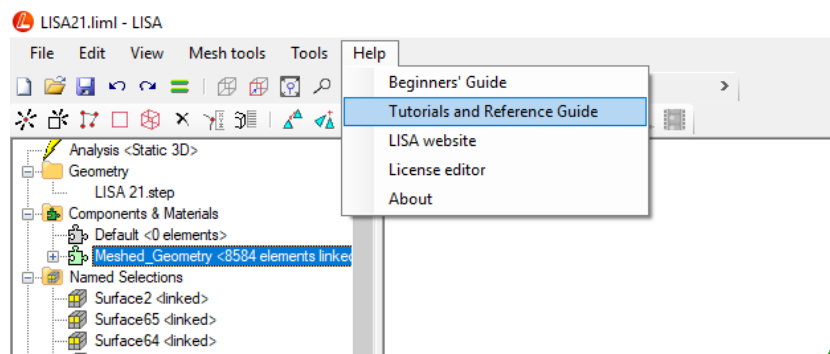 LISA21.liml - LISA
File Edit View Mesh tools Tools Help
Beginners' Guide
Tutorials and Reference Guide
LISA website
License editor
About
Analysis <Static 3D>
Geometry
LISA 21.step
Components & Materials
Default <0 elements>
Meshed_Geometry <8584 elements linked
Named Selections
Surface2 <linked>
Surface65 <linked>
Surface64 <linked>